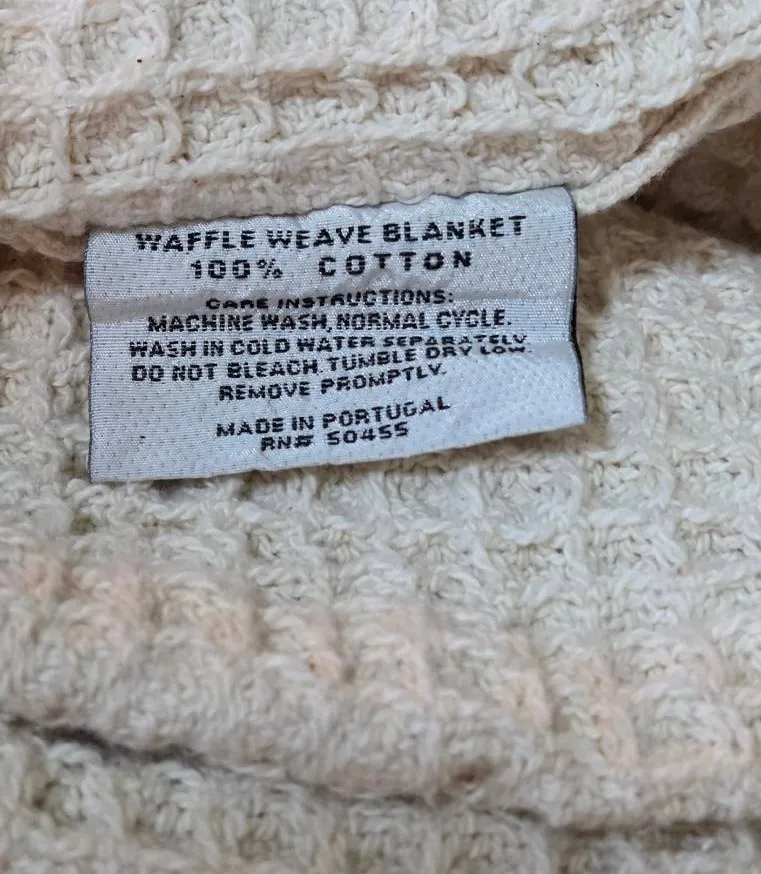 WAFFLE WEAVE BLANKET
100% COTTON
CARE INSTRUCTIONS:
MACHINE WASH, NORMAL CYCLE.
WASH IN COLD WATER SEPARATELY.
DO NOT BLEACH. TUMBLE DRY LOW.
REMOVE PROMPTLY.
MADE IN PORTUGAL
RN# 50455